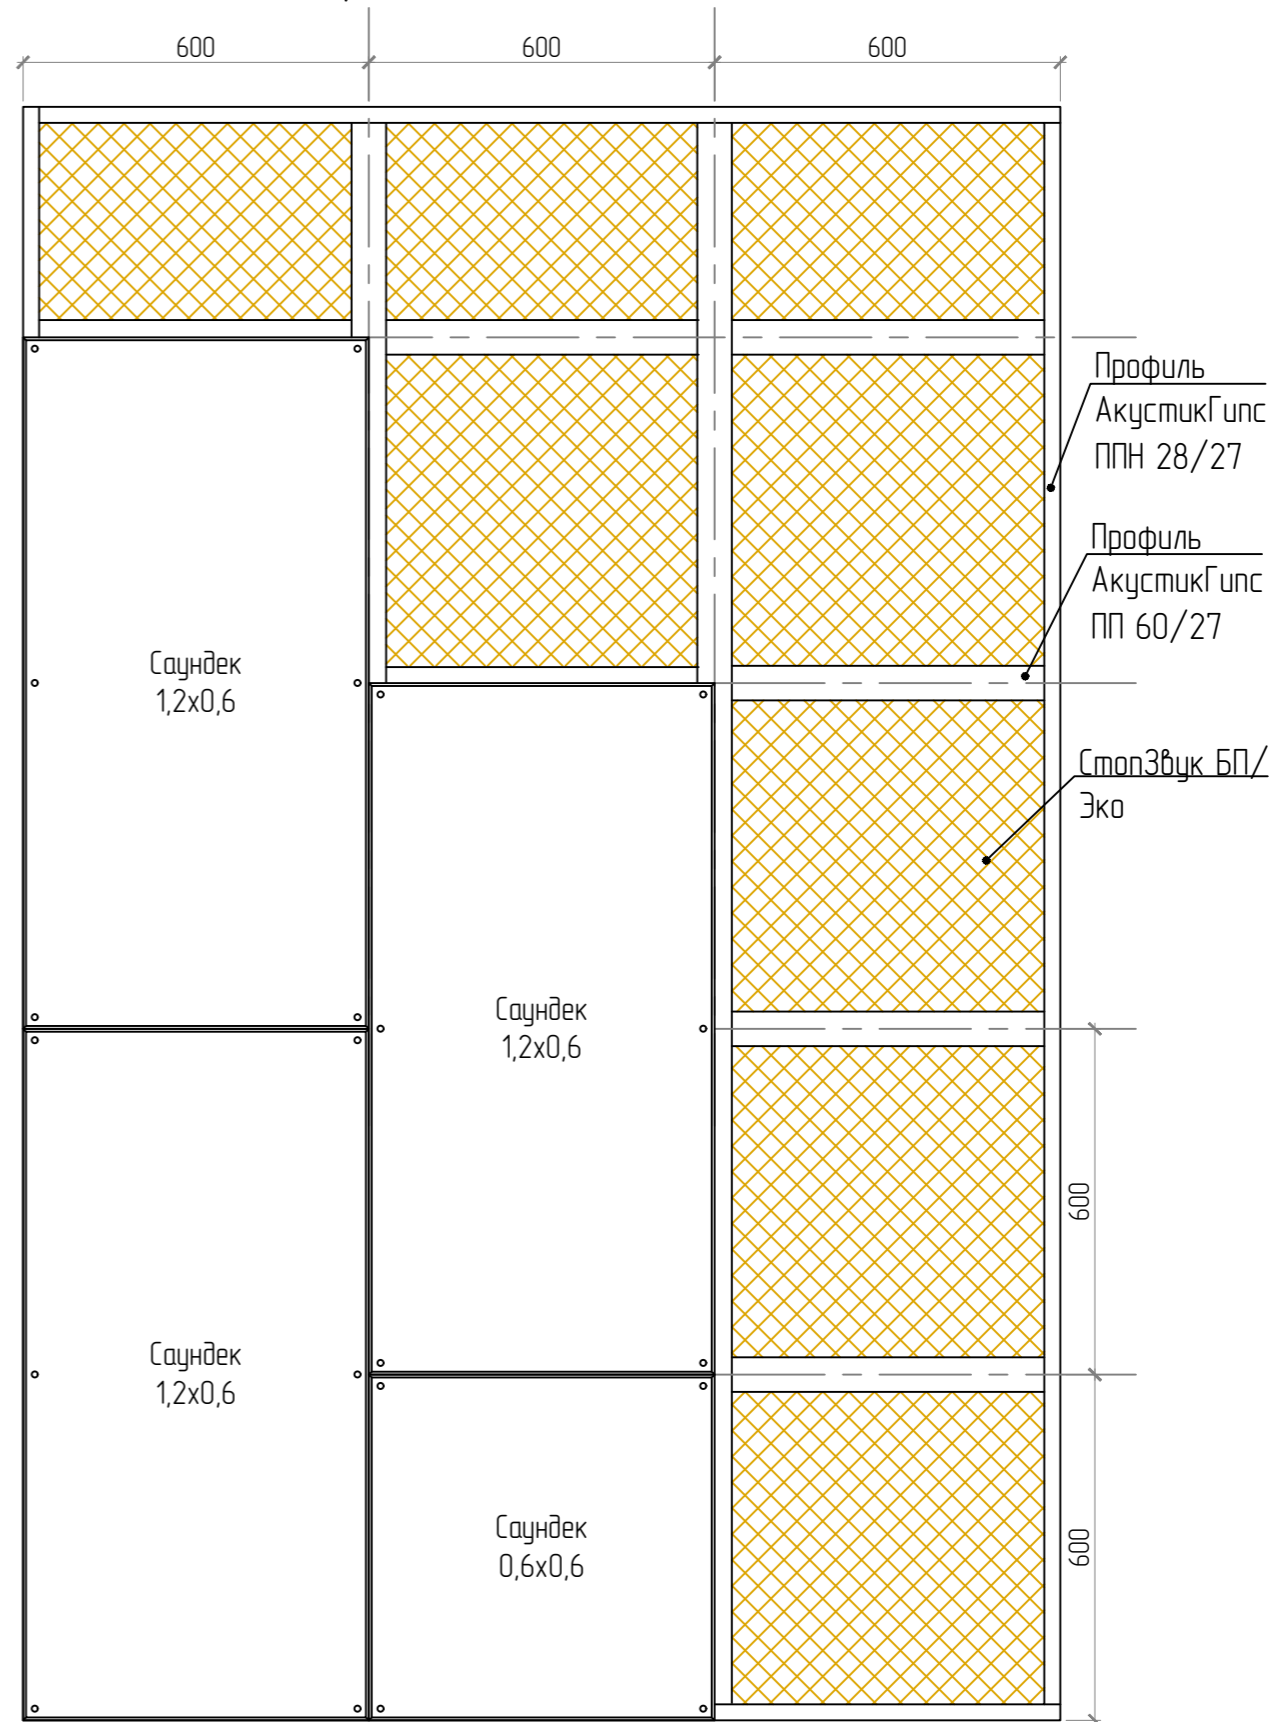 600
600
600
Профиль
АкустикГипс
ППН 28/27
Профиль
АкустикГипс
ПП 60/27
Саундек
1,2х0,6
СтопЗвук БП/
Эко
Саундек
1,2х0,6
600
Саундек
1,2х0,6
Саундек
0,6х0,6
600